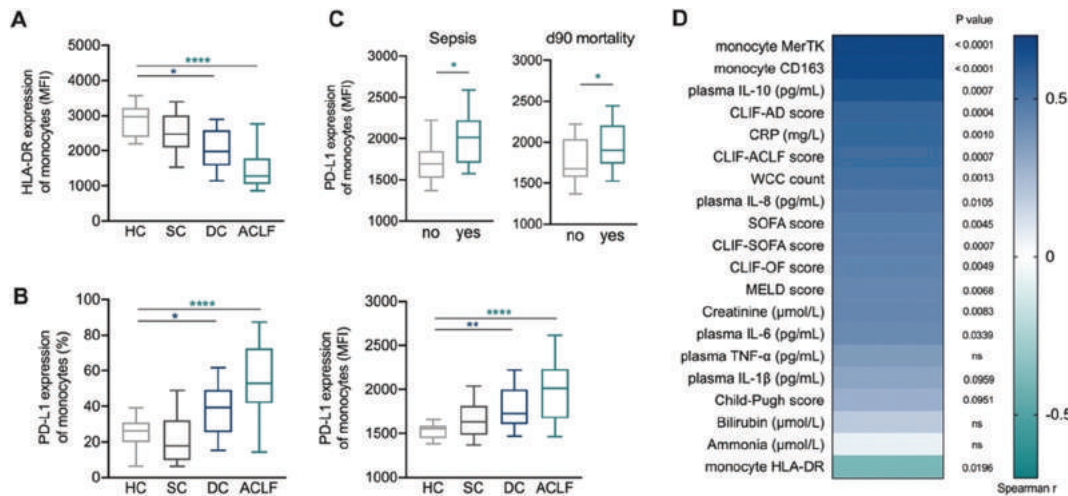 A
HLA-DR expression
of monocytes (MFI)
5000
4000
3000
2000
1000
0
****
*
HC SC DC ACLF
B
PD-L1 expression
of monocytes (%)
100
80
60
40
20
0
****
*
HC SC DC ACLF
PD-L1 expression
of monocytes (MFI)
3000
2500
2000
1500
1000
****
**
HC SC DC ACLF
C
Sepsis
PD-L1 expression
of monocytes (MFI)
3000
2500
2000
1500
1000
*
no yes
d90 mortality
3000
2500
2000
1500
1000
*
no yes
D
P value
monocyte MerTK < 0.0001
monocyte CD163 < 0.0001
plasma IL-10 (pg/mL) 0.0007
CLIF-AD score 0.0004
CRP (mg/L) 0.0010
CLIF-ACLF score 0.0007
WCC count 0.0013
plasma IL-8 (pg/mL) 0.0105
SOFA score 0.0045
CLIF-SOFA score 0.0007
CLIF-OF score 0.0049
MELD score 0.0068
Creatinine (µmol/L) 0.0083
plasma IL-6 (pg/mL) 0.0339
plasma TNF-α (pg/mL) ns
plasma IL-1β (pg/mL) 0.0959
Child-Pugh score 0.0951
Bilirubin (µmol/L) ns
Ammonia (µmol/L) ns
monocyte HLA-DR 0.0196
0.5
0
-0.5
Spearman r